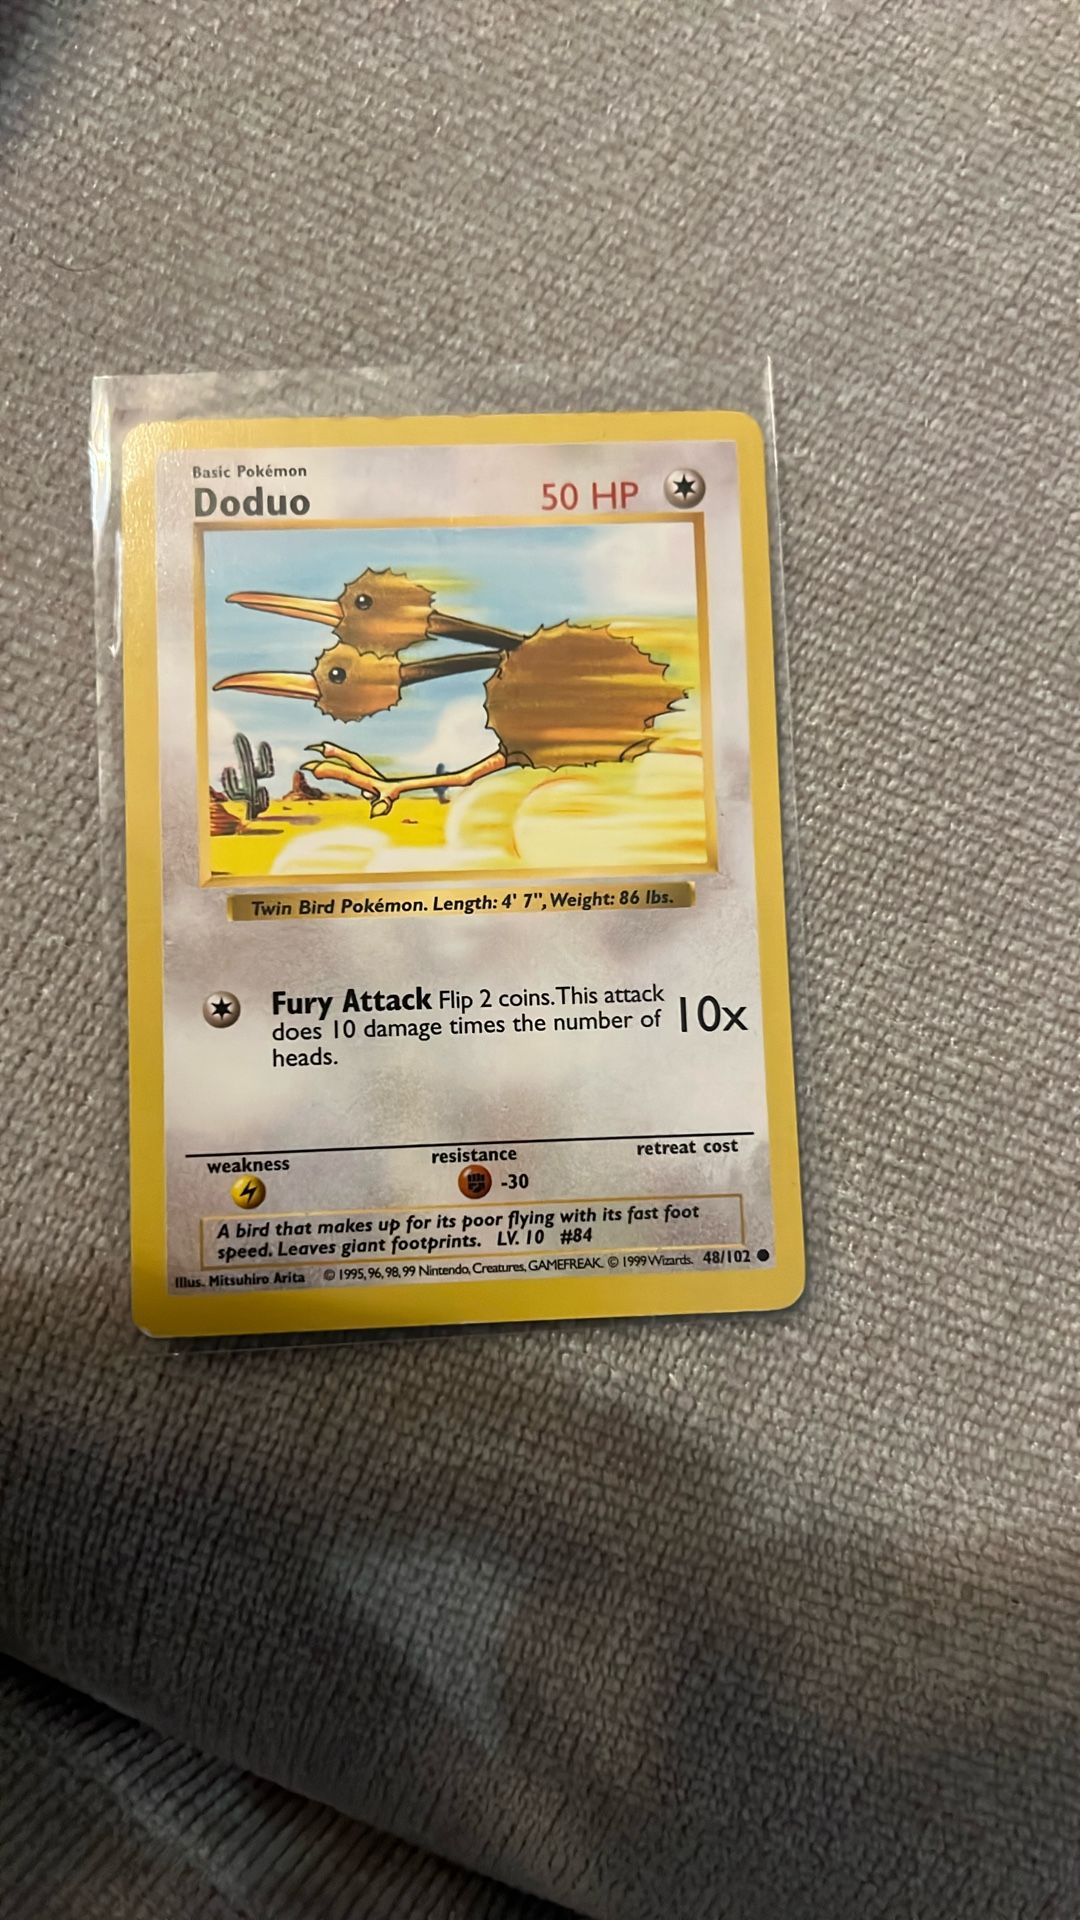 Basic Pokémon
Doduo
50 HP
Twin Bird Pokémon. Length: 4' 7", Weight: 86 lbs.
Fury Attack Flip 2 coins. This attack
does 10 damage times the number of
heads.
10x
weakness
resistance
retreat cost
-30
A bird that makes up for its poor flying with its fast foot
speed. Leaves giant footprints. LV. 10 #84
Illus. Mitsuhiro Arita © 1995, 96, 98, 99 Nintendo, Creatures, GAMEFREAK. © 1999 Wizards. 48/102 ●